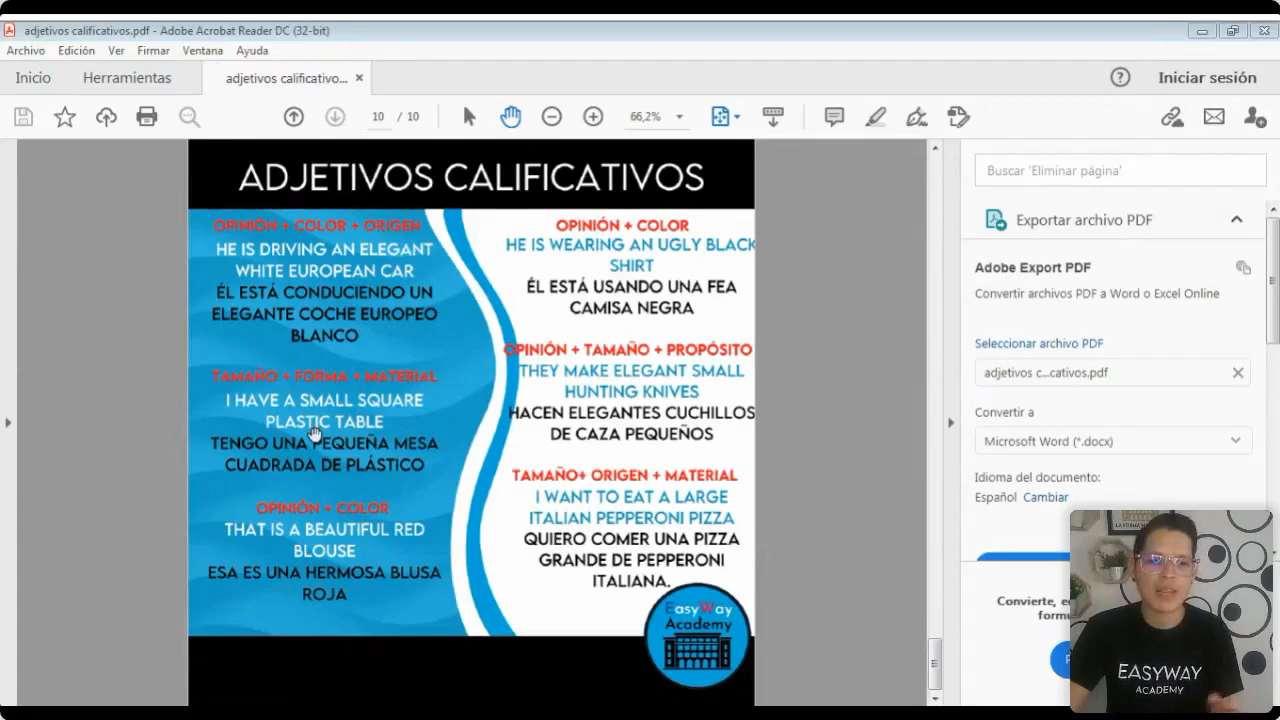 adjetivos calificativos.pdf - Adobe Acrobat Reader DC (32-bit)
Archivo Edición Ver Firmar Ventana Ayuda
Inicio Herramientas adjetivos calificativo... Iniciar sesión
10 / 10 66,2%
ADJETIVOS CALIFICATIVOS
OPINIÓN + COLOR + ORIGEN
HE IS DRIVING AN ELEGANT
WHITE EUROPEAN CAR
ÉL ESTÁ CONDUCIENDO UN
ELEGANTE COCHE EUROPEO
BLANCO
TAMAÑO + FORMA + MATERIAL
I HAVE A SMALL SQUARE
PLASTIC TABLE
TENGO UNA PEQUEÑA MESA
CUADRADA DE PLÁSTICO
OPINIÓN + COLOR
THAT IS A BEAUTIFUL RED
BLOUSE
ESA ES UNA HERMOSA BLUSA
ROJA
OPINIÓN + COLOR
HE IS WEARING AN UGLY BLACK
SHIRT
ÉL ESTÁ USANDO UNA FEA
CAMISA NEGRA
OPINIÓN + TAMAÑO + PROPÓSITO
THEY MAKE ELEGANT SMALL
HUNTING KNIVES
HACEN ELEGANTES CUCHILLOS
DE CAZA PEQUEÑOS
TAMAÑO+ ORIGEN + MATERIAL
I WANT TO EAT A LARGE
ITALIAN PEPPERONI PIZZA
QUIERO COMER UNA PIZZA
GRANDE DE PEPPERONI
ITALIANA.
EasyWay
Academy
Buscar 'Eliminar página'
Exportar archivo PDF
Adobe Export PDF
Convertir archivos PDF a Word o Excel Online
Seleccionar archivo PDF
adjetivos c...cativos.pdf
Convertir a
Microsoft Word (*.docx)
Idioma del documento:
Español Cambiar
Convierte, e
form
EASYWAY
ACADEMY